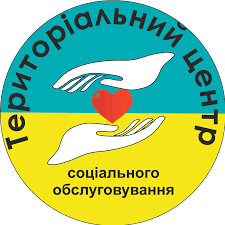 Територіальний центр
соціального
обслуговування